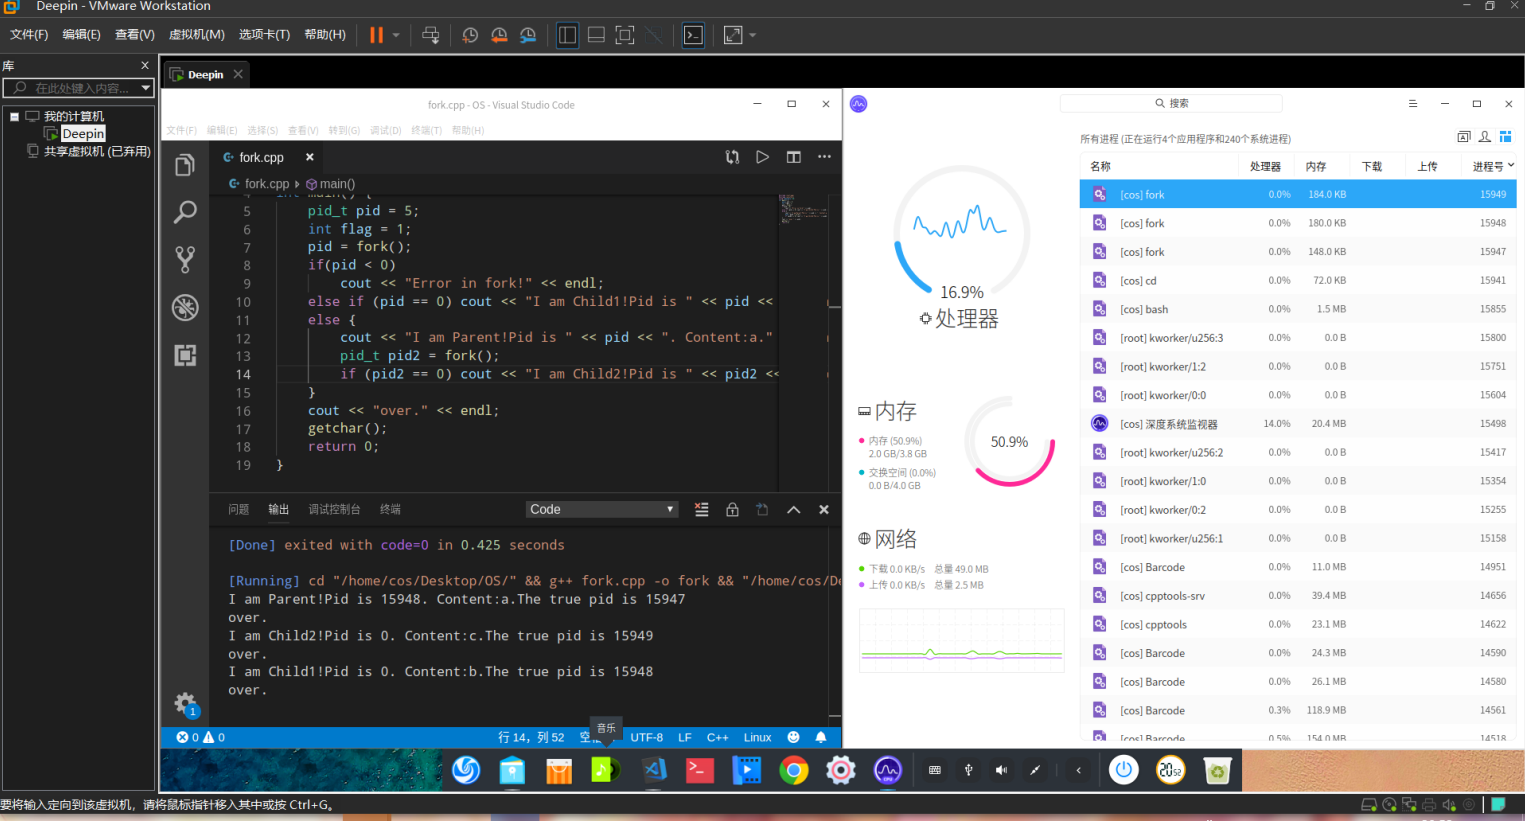 Deepin - VMware Workstation
文件(F) 编辑(E) 查看(V) 虚拟机(M) 选项卡(T) 帮助(H)
库
在此处键入内容...
我的计算机
Deepin
共享虚拟机 (已弃用)
Deepin
fork.cpp - OS - Visual Studio Code
文件(F) 编辑(E) 选择(S) 查看(V) 转到(G) 调试(D) 终端(T) 帮助(H)
fork.cpp
fork.cpp main()
4 int main() {
5 pid_t pid = 5;
6 int flag = 1;
7 pid = fork();
8 if(pid < 0)
9 cout << "Error in fork!" << endl;
10 else if (pid == 0) cout << "I am Child1!Pid is " << pid <<
11 else {
12 cout << "I am Parent!Pid is " << pid << ". Content:a."
13 pid_t pid2 = fork();
14 if (pid2 == 0) cout << "I am Child2!Pid is " << pid2 <<
15 }
16 cout << "over." << endl;
17 getchar();
18 return 0;
19 }
问题 输出 调试控制台 终端 Code
[Done] exited with code=0 in 0.425 seconds
[Running] cd "/home/cos/Desktop/OS/" && g++ fork.cpp -o fork && "/home/cos/De
I am Parent!Pid is 15948. Content:a.The true pid is 15947
over.
I am Child2!Pid is 0. Content:c.The true pid is 15949
over.
I am Child1!Pid is 0. Content:b.The true pid is 15948
over.
1
0 0 行 14，列 52 UTF-8 LF C++ Linux
音乐
搜索
16.9%
处理器
内存
内存 (50.9%)
2.0 GB/3.8 GB
交换空间 (0.0%)
0.0 B/4.0 GB
50.9%
网络
下载 0.0 KB/s 总量 49.0 MB
上传 0.0 KB/s 总量 2.5 MB
所有进程 (正在运行4个应用程序和240个系统进程)
名称 处理器 内存 下载 上传 进程号
[cos] fork 0.0% 184.0 KB 15949
[cos] fork 0.0% 180.0 KB 15948
[cos] fork 0.0% 148.0 KB 15947
[cos] cd 0.0% 72.0 KB 15941
[cos] bash 0.0% 1.5 MB 15855
[root] kworker/u256:3 0.0% 0.0 B 15800
[root] kworker/1:2 0.0% 0.0 B 15751
[root] kworker/0:0 0.0% 0.0 B 15604
[cos] 深度系统监视器 14.0% 20.4 MB 15498
[root] kworker/u256:2 0.0% 0.0 B 15417
[root] kworker/1:0 0.0% 0.0 B 15354
[root] kworker/0:2 0.0% 0.0 B 15255
[root] kworker/u256:1 0.0% 0.0 B 15158
[cos] Barcode 0.0% 11.0 MB 14951
[cos] cpptools-srv 0.0% 39.4 MB 14656
[cos] cpptools 0.0% 23.1 MB 14622
[cos] Barcode 0.0% 24.3 MB 14590
[cos] Barcode 0.0% 26.1 MB 14580
[cos] Barcode 0.3% 118.9 MB 14561
[cos] Barcode 0.5% 154.0 MB 14518
20 52
要将输入定向到该虚拟机，请将鼠标指针移入其中或按 Ctrl+G。